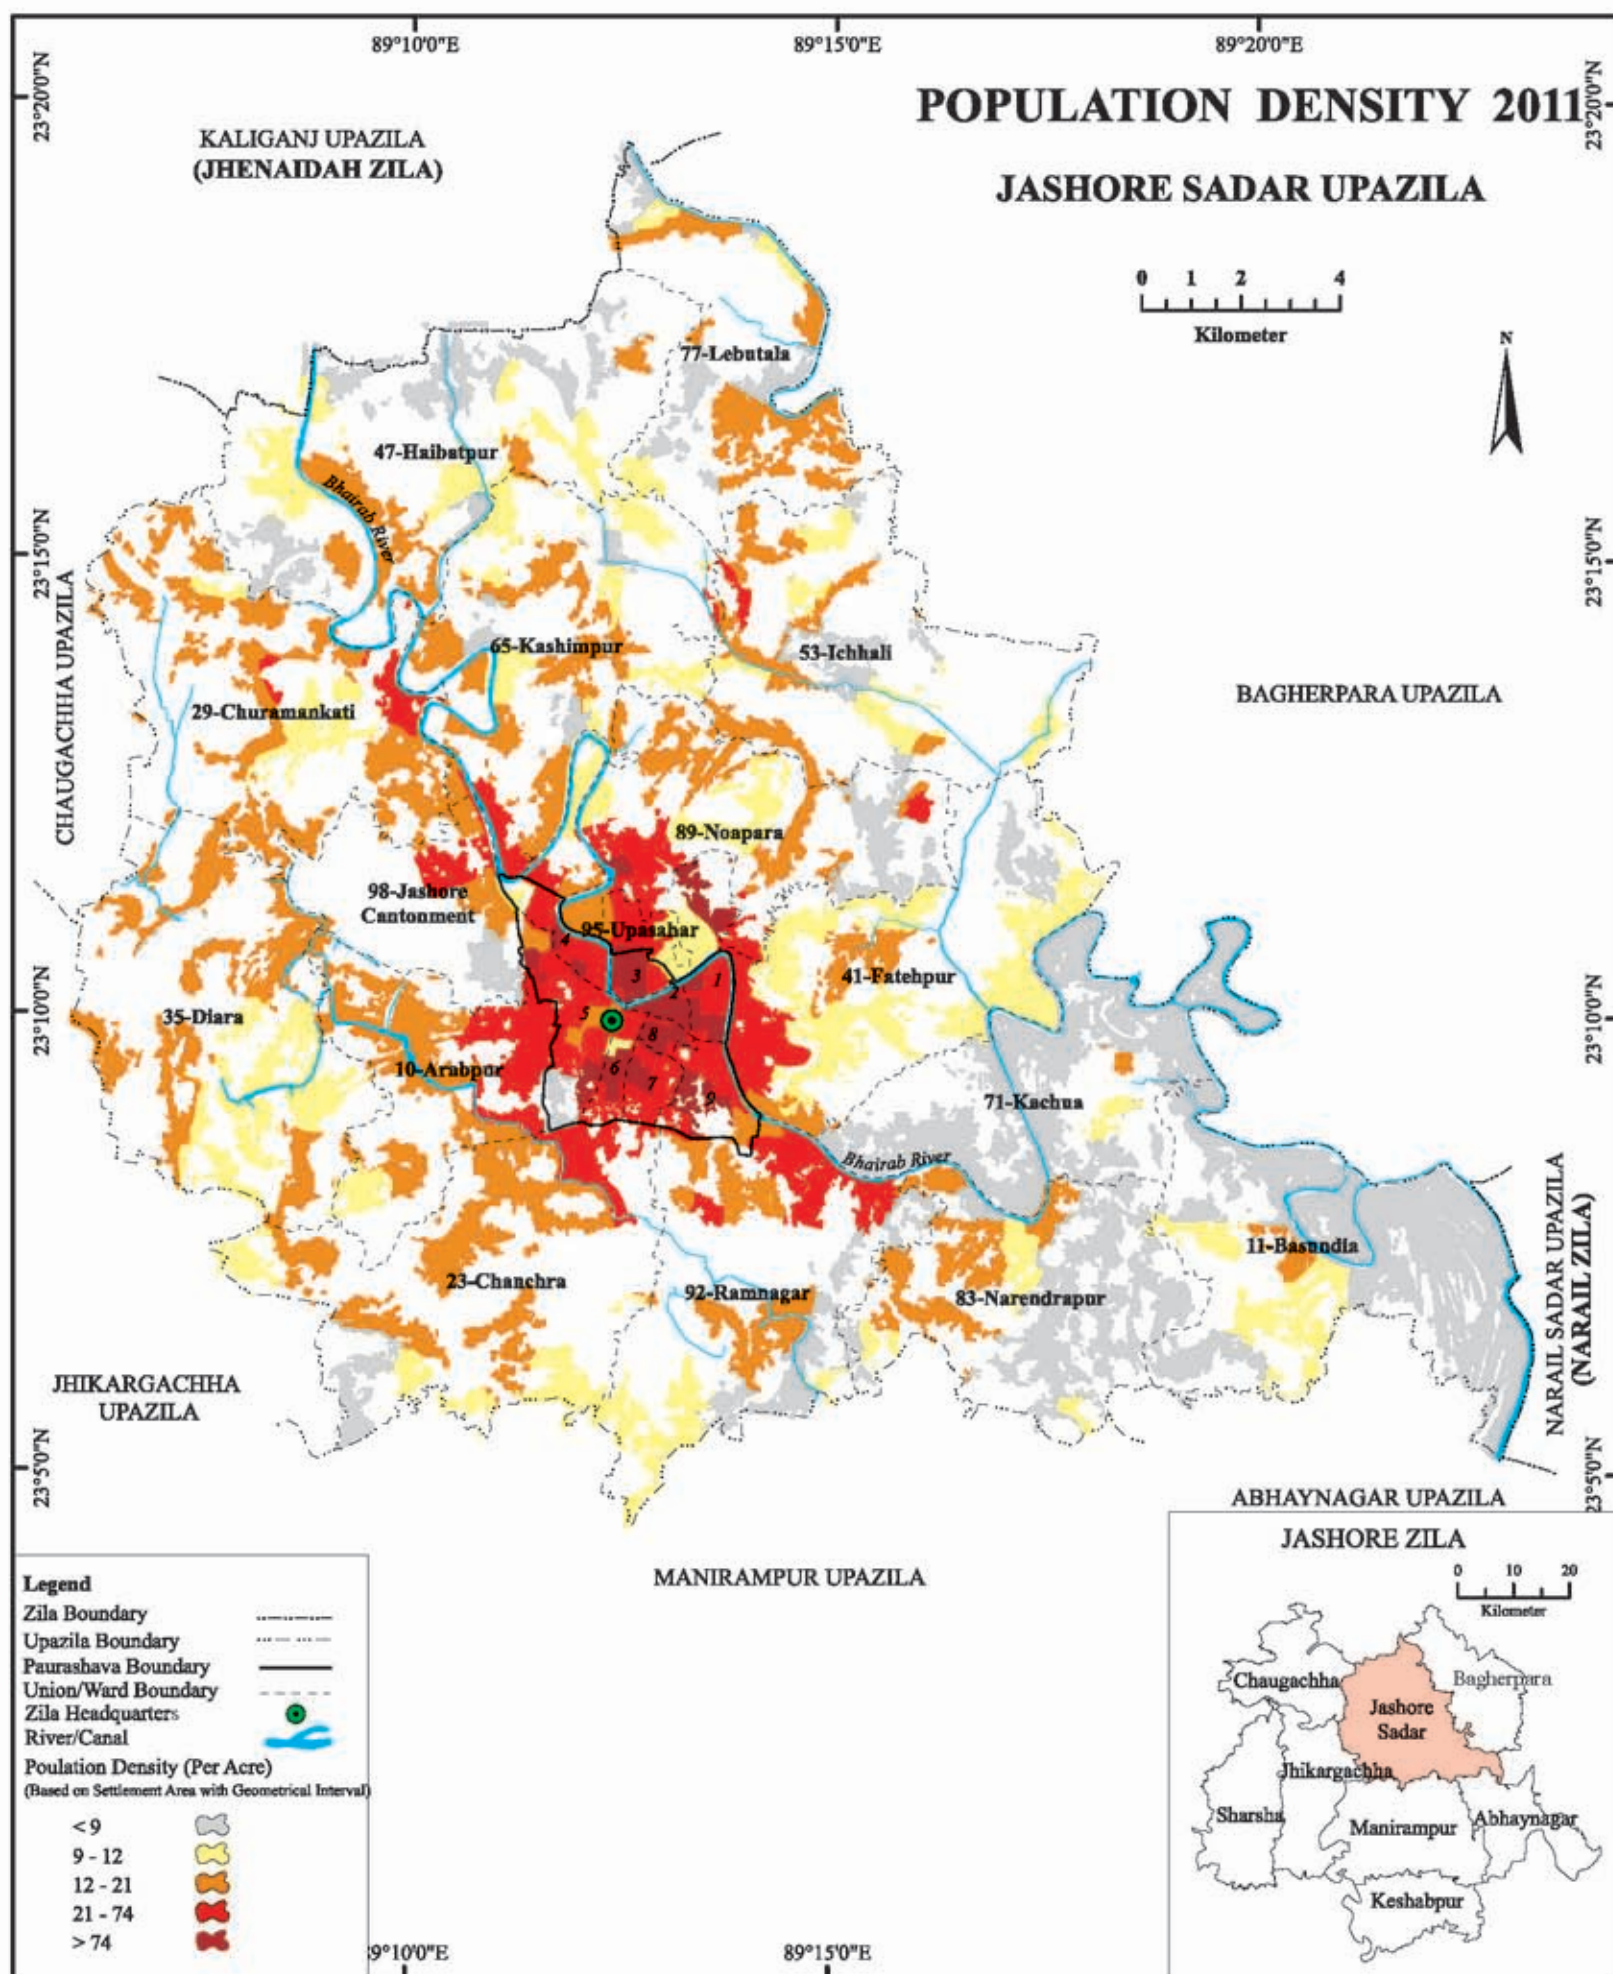 89°10'0"E
89°15'0"E
89°20'0"E
23°20'0"N
23°20'0"N
POPULATION DENSITY 2011
JASHORE SADAR UPAZILA
KALIGANJ UPAZILA
(JHENAIDAH ZILA)
0 1 2 4
Kilometer
N
77-Lebutala
47-Haibatpur
Bhairab River
23°15'0"N
23°15'0"N
CHAUGACHHA UPAZILA
65-Kashimpur
53-Ichhali
BAGHERPARA UPAZILA
29-Churamankati
89-Noapara
98-Jashore
Cantonment
95-Upasahar
4
3
2
1
41-Fatehpur
23°10'0"N
23°10'0"N
35-Diara
5
8
10-Arabpur
6
7
9
71-Kachua
Bhairab River
11-Basundia
23-Chanchra
92-Ramnagar
83-Narendrapur
NARAIL SADAR UPAZILA
(NARAIL ZILA)
JHIKARGACHHA
UPAZILA
23°5'0"N
23°5'0"N
ABHAYNAGAR UPAZILA
MANIRAMPUR UPAZILA
Legend
Zila Boundary
Upazila Boundary
Paurashava Boundary
Union/Ward Boundary
Zila Headquarters
River/Canal
Poulation Density (Per Acre)
(Based on Settlement Area with Geometrical Interval)
< 9
9 - 12
12 - 21
21 - 74
> 74
89°10'0"E
89°15'0"E
JASHORE ZILA
0 10 20
Kilometer
Chaugachha
Bagherpara
Jashore
Sadar
Jhikargachha
Sharsha
Manirampur
Abhaynagar
Keshabpur